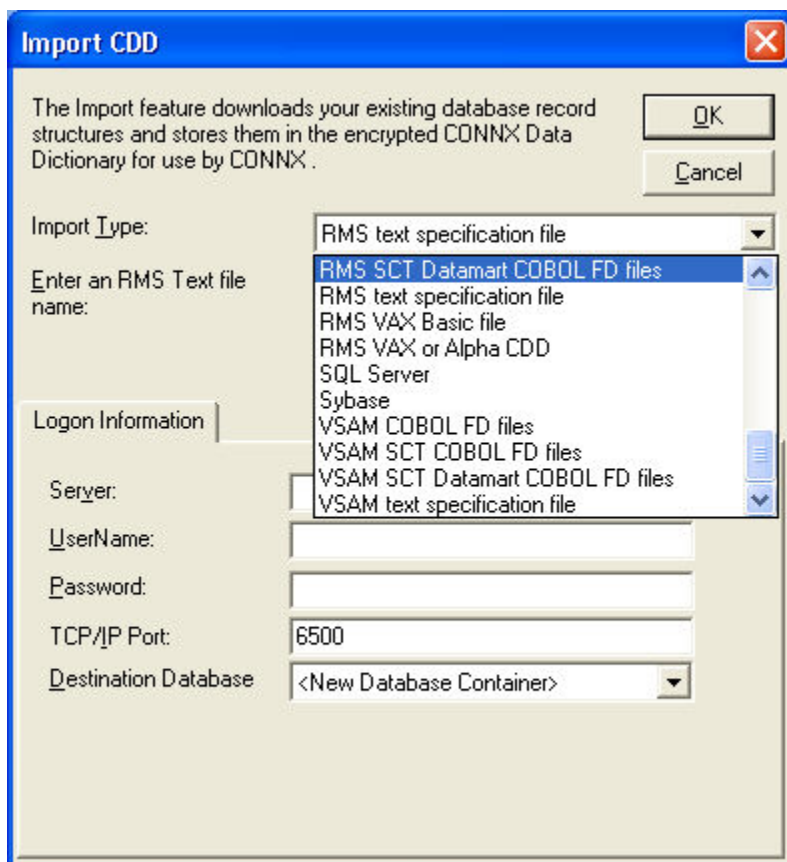 Import CDD
The Import feature downloads your existing database record
structures and stores them in the encrypted CONNX Data
Dictionary for use by CONNX .
OK
Cancel
Import Type:
RMS text specification file
Enter an RMS Text file
name:
RMS SCT Datamart COBOL FD files
RMS text specification file
RMS VAX Basic file
RMS VAX or Alpha CDD
SQL Server
Sybase
VSAM COBOL FD files
VSAM SCT COBOL FD files
VSAM SCT Datamart COBOL FD files
VSAM text specification file
Logon Information
Server:
UserName:
Password:
TCP/IP Port:
6500
Destination Database
<New Database Container>